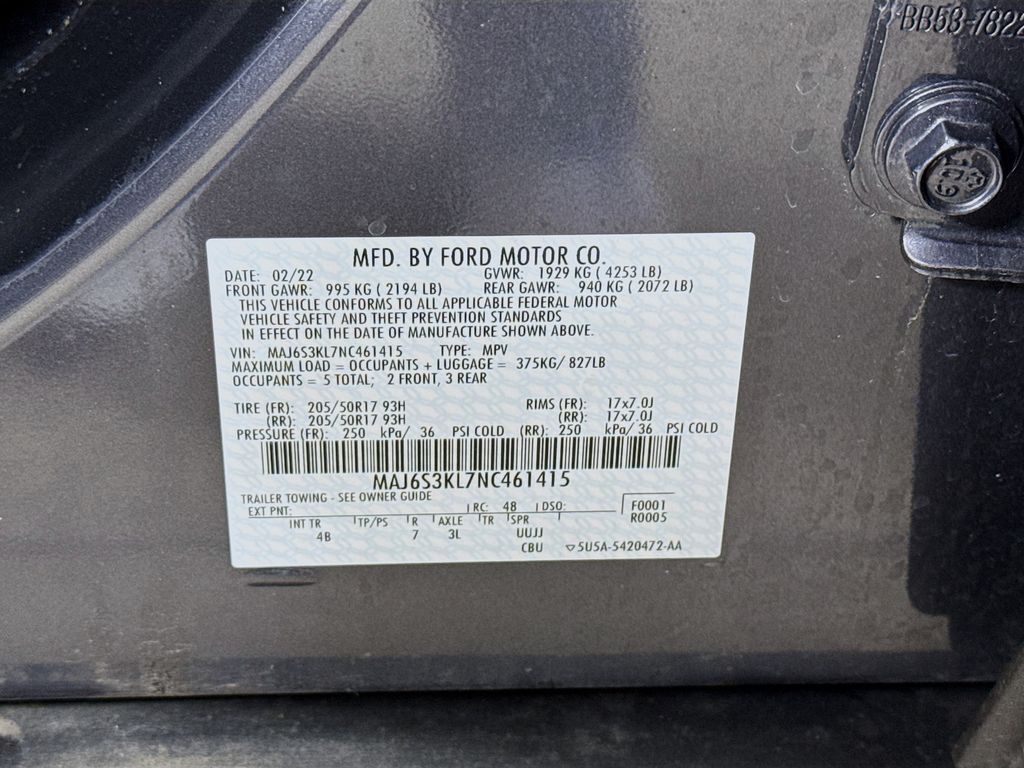 BB53-7822
MFD. BY FORD MOTOR CO.
DATE: 02/22 GVWR: 1929 KG ( 4253 LB)
FRONT GAWR: 995 KG ( 2194 LB) REAR GAWR: 940 KG ( 2072 LB)
THIS VEHICLE CONFORMS TO ALL APPLICABLE FEDERAL MOTOR
VEHICLE SAFETY AND THEFT PREVENTION STANDARDS
IN EFFECT ON THE DATE OF MANUFACTURE SHOWN ABOVE.
VIN: MAJ6S3KL7NC461415 TYPE: MPV
MAXIMUM LOAD = OCCUPANTS + LUGGAGE = 375KG/ 827LB
OCCUPANTS = 5 TOTAL; 2 FRONT, 3 REAR
TIRE (FR): 205/50R17 93H RIMS (FR): 17x7.0J
(RR): 205/50R17 93H (RR): 17x7.0J
PRESSURE (FR): 250 kPa/ 36 PSI COLD (RR): 250 kPa/ 36 PSI COLD
MAJ6S3KL7NC461415
TRAILER TOWING - SEE OWNER GUIDE
EXT PNT: RC: 48 DSO: F0001
R0005
INT TR TP/PS R AXLE TR SPR
4B 7 3L UUJJ
CBU 5U5A-5420472-AA